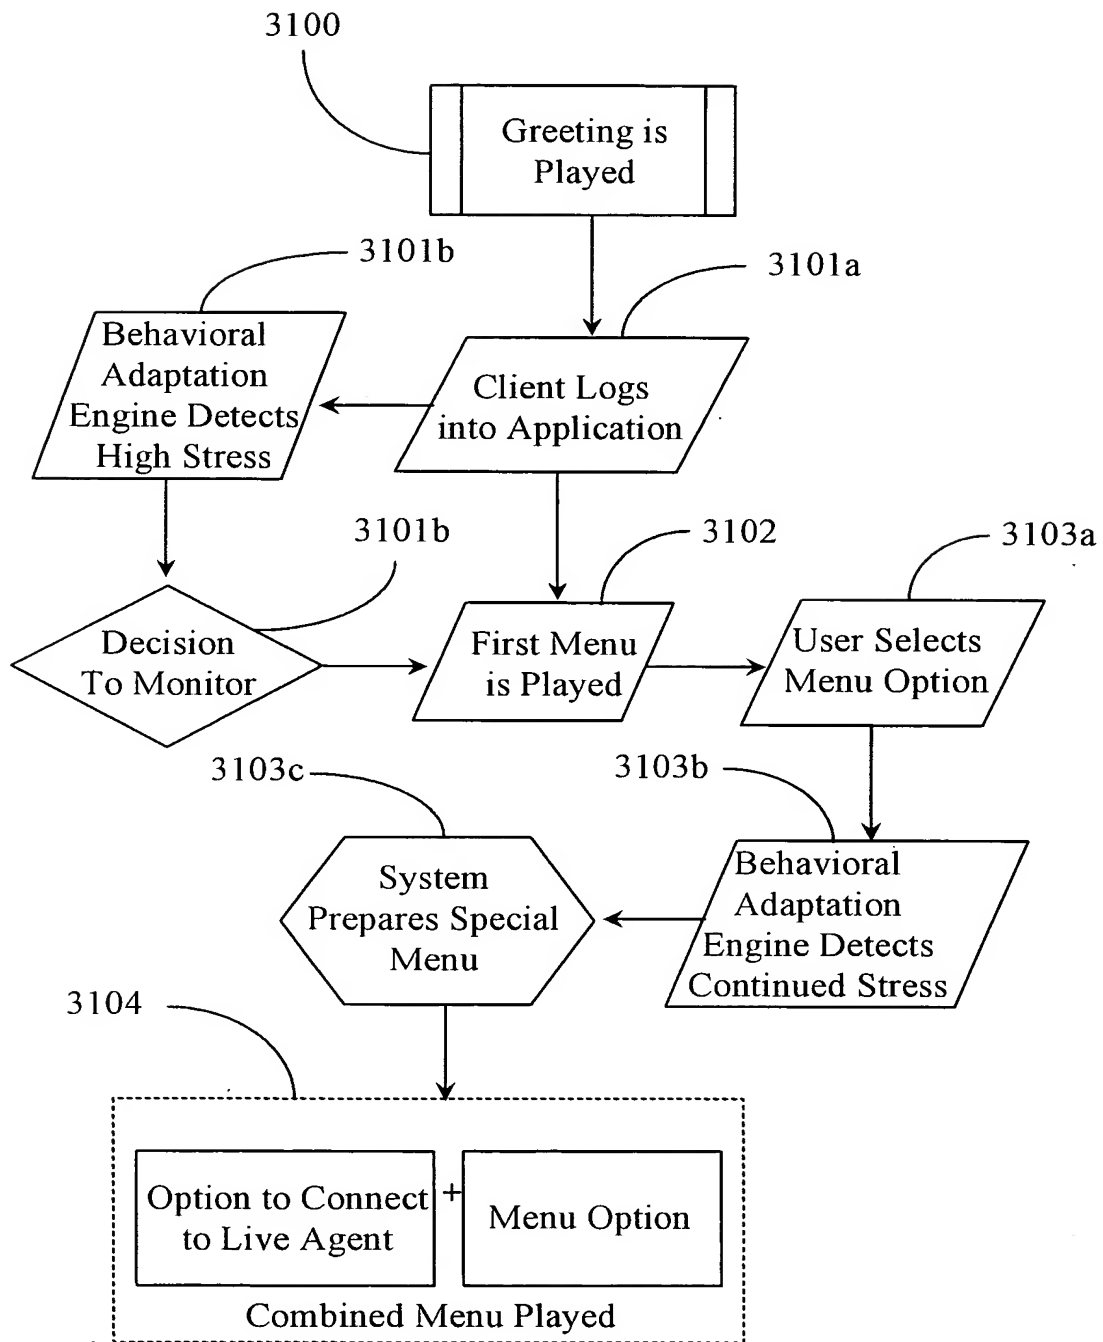 3100
Greeting is
Played
3101b
3101a
Behavioral
Adaptation
Engine Detects
High Stress
Client Logs
into Application
3101b
3102
3103a
Decision
To Monitor
First Menu
is Played
User Selects
Menu Option
3103c
3103b
System
Prepares Special
Menu
Behavioral
Adaptation
Engine Detects
Continued Stress
3104
Option to Connect
to Live Agent
+
Menu Option
Combined Menu Played